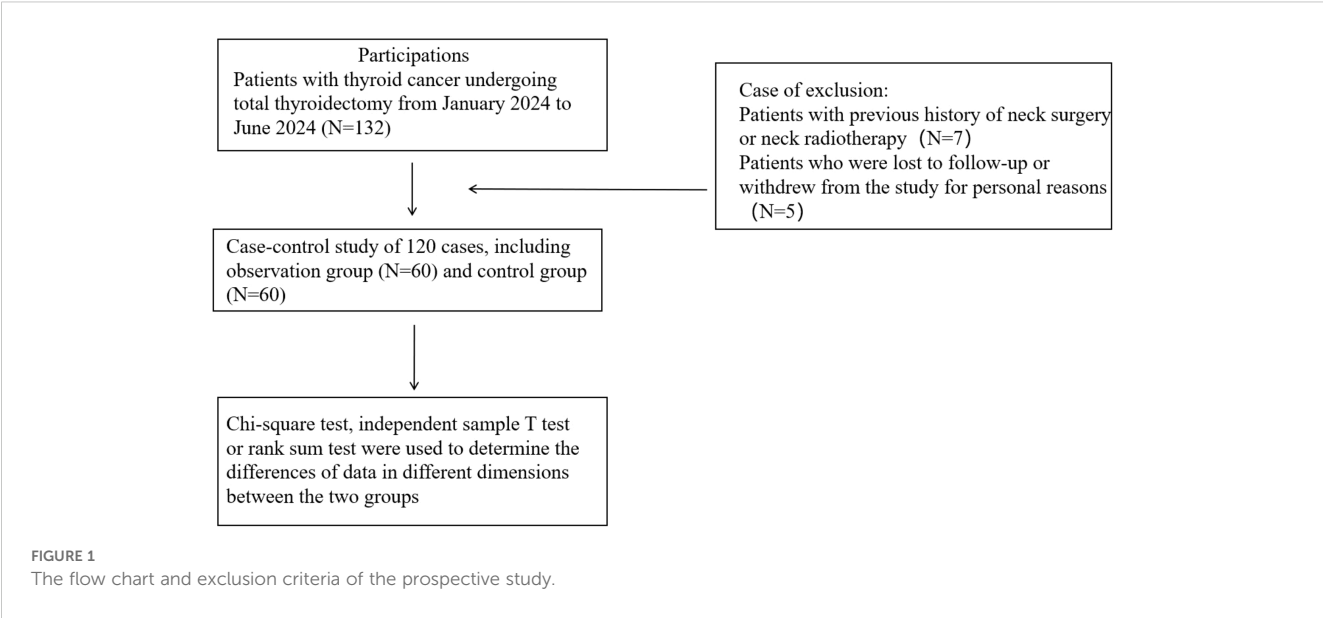 Participations
Patients with thyroid cancer undergoing
total thyroidectomy from January 2024 to
June 2024 (N=132)
Case of exclusion:
Patients with previous history of neck surgery
or neck radiotherapy（N=7）
Patients who were lost to follow-up or
withdrew from the study for personal reasons
（N=5）
Case-control study of 120 cases, including
observation group (N=60) and control group
(N=60)
Chi-square test, independent sample T test
or rank sum test were used to determine the
differences of data in different dimensions
between the two groups
FIGURE 1
The flow chart and exclusion criteria of the prospective study.